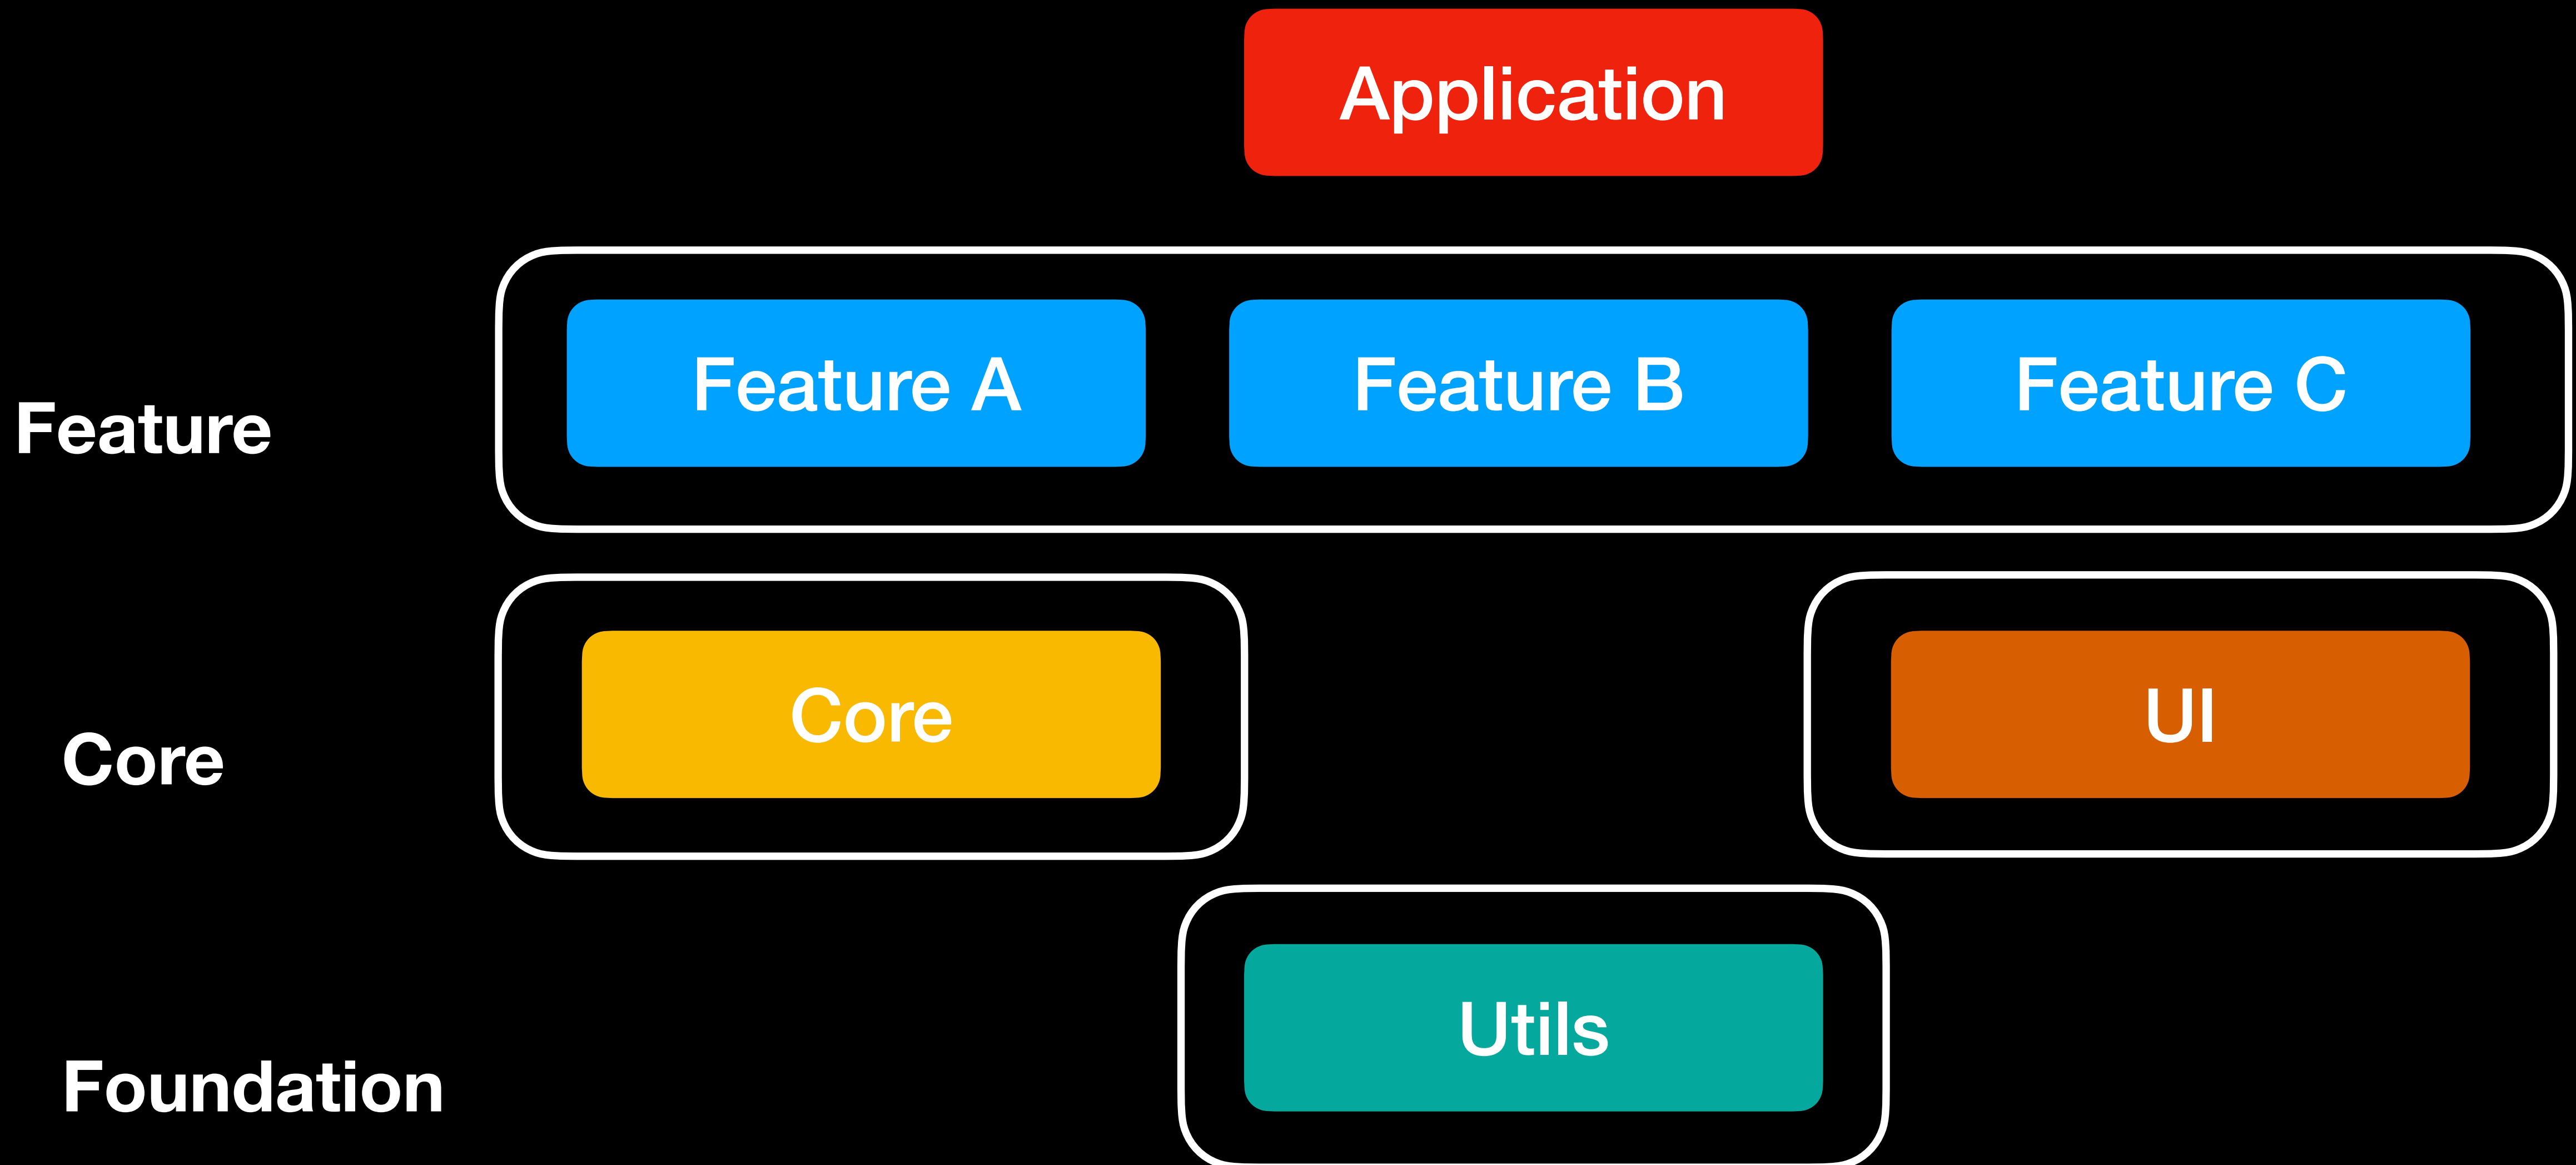 Application
Feature A
Feature B
Feature C
Feature
Core
UI
Core
Utils
Foundation